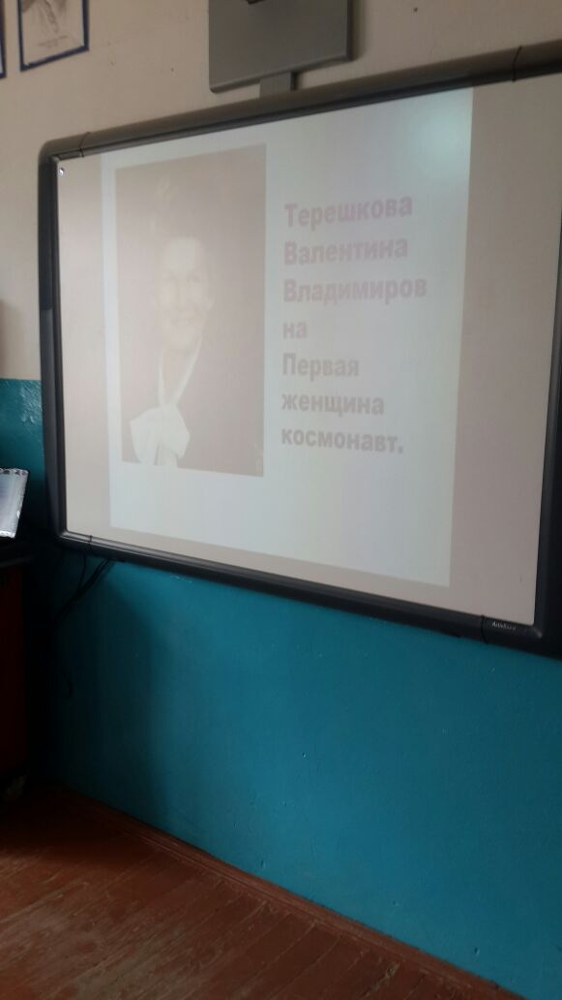 Терешкова
Валентина
Владимиров
на
Первая
женщина
космонавт.